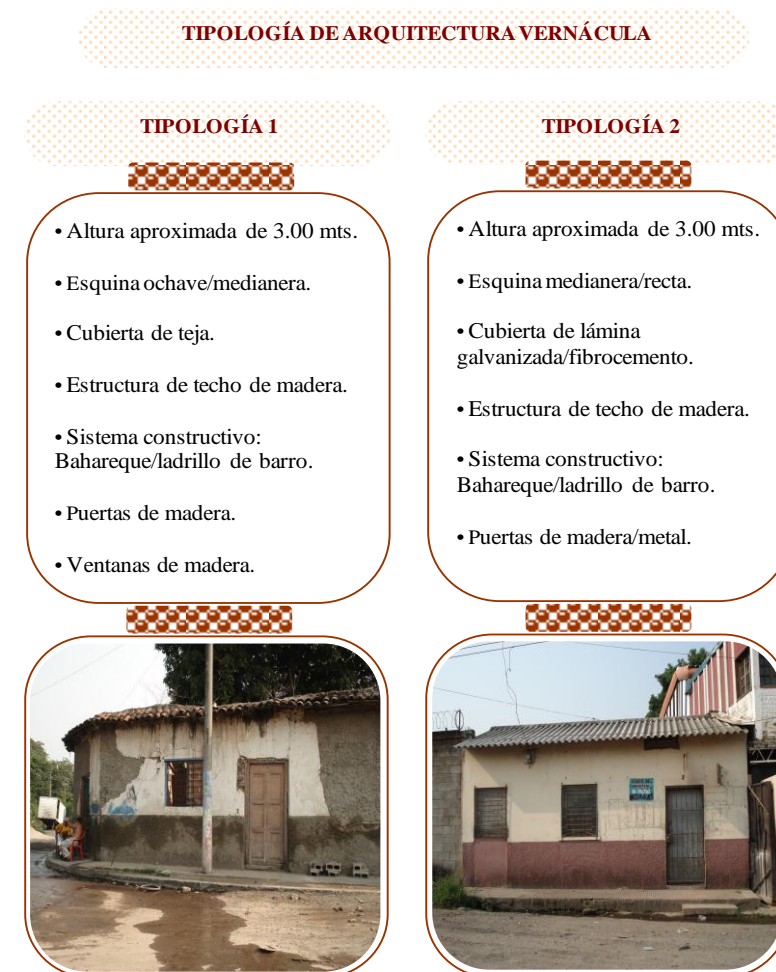 TIPOLOGÍA DE ARQUITECTURA VERNÁCULA
TIPOLOGÍA 1
• Altura aproximada de 3.00 mts.
• Esquina ochave/medianera.
• Cubierta de teja.
• Estructura de techo de madera.
• Sistema constructivo:
Bahareque/ladrillo de barro.
• Puertas de madera.
• Ventanas de madera.
TIPOLOGÍA 2
• Altura aproximada de 3.00 mts.
• Esquina medianera/recta.
• Cubierta de lámina
galvanizada/fibrocemento.
• Estructura de techo de madera.
• Sistema constructivo:
Bahareque/ladrillo de barro.
• Puertas de madera/metal.